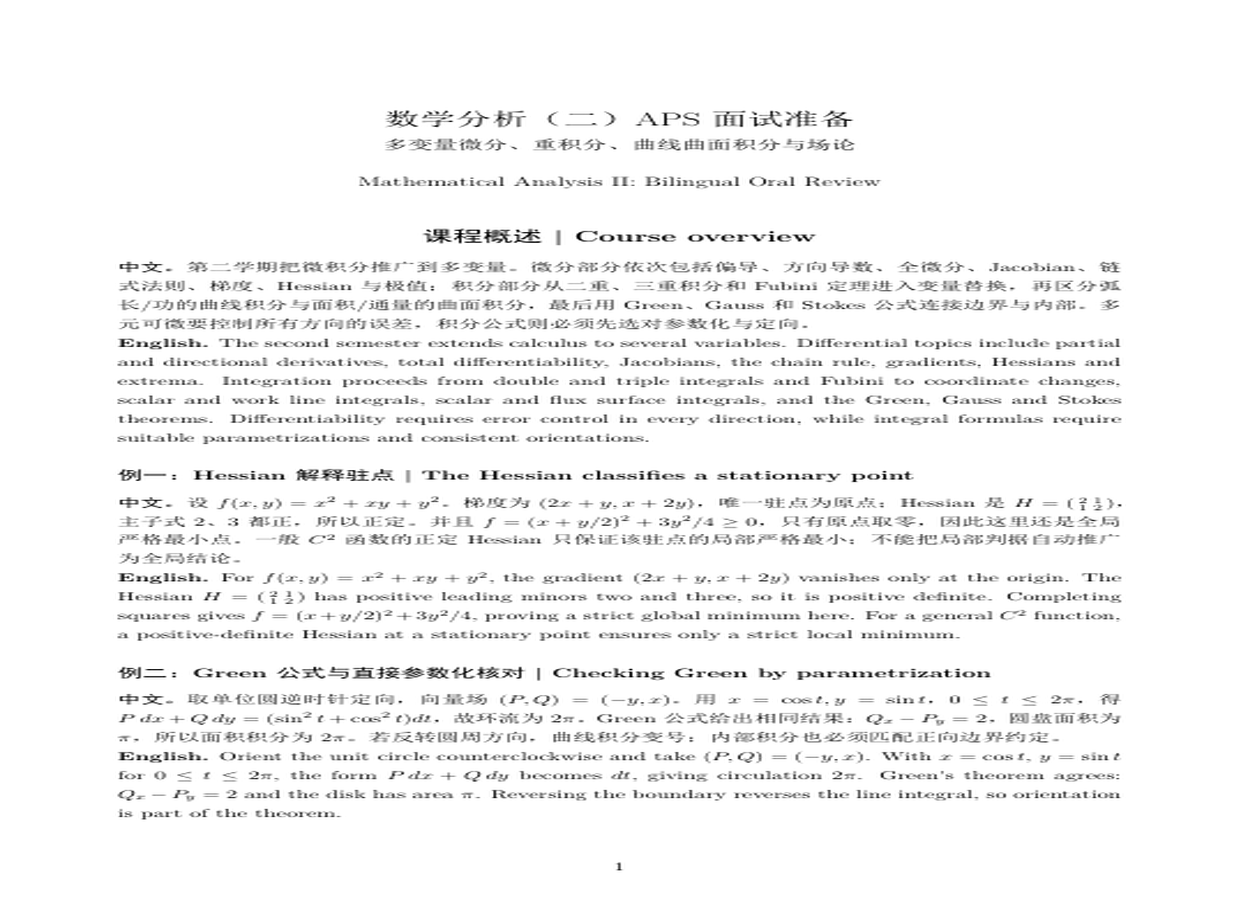 数学分析（二）APS 面试准备
多变量微分、重积分、曲线曲面积分与场论
Mathematical Analysis II: Bilingual Oral Review
课程概述 | Course overview
中文。第二学期把微积分推广到多变量。微分部分依次包括偏导、方向导数、全微分、Jacobian、链
式法则、梯度、Hessian 与极值；积分部分从二重、三重积分和 Fubini 定理进入变量替换，再区分弧
长/功的曲线积分与面积/通量的曲面积分，最后用 Green、Gauss 和 Stokes 公式连接边界与内部。多
元可微要控制所有方向的误差，积分公式则必须先选对参数化与定向。
English. The second semester extends calculus to several variables. Differential topics include partial
and directional derivatives, total differentiability, Jacobians, the chain rule, gradients, Hessians and
extrema. Integration proceeds from double and triple integrals and Fubini to coordinate changes,
scalar and work line integrals, scalar and flux surface integrals, and the Green, Gauss and Stokes
theorems. Differentiability requires error control in every direction, while integral formulas require
suitable parametrizations and consistent orientations.
例一：Hessian 解释驻点 | The Hessian classifies a stationary point
中文。设 f(x, y) = x² + xy + y²。梯度为 (2x + y, x + 2y)，唯一驻点为原点；Hessian 是 H = (2 1 1 2)，
主子式 2、3 都正，所以正定。并且 f = (x + y/2)² + 3y²/4 ≥ 0，只有原点取零，因此这里还是全局
严格最小点。一般 C² 函数的正定 Hessian 只保证该驻点的局部严格最小；不能把局部判据自动推广
为全局结论。
English. For f(x, y) = x² + xy + y², the gradient (2x + y, x + 2y) vanishes only at the origin. The
Hessian H = (2 1 1 2) has positive leading minors two and three, so it is positive definite. Completing
squares gives f = (x+y/2)²+3y²/4, proving a strict global minimum here. For a general C² function,
a positive-definite Hessian at a stationary point ensures only a strict local minimum.
例二：Green 公式与直接参数化核对 | Checking Green by parametrization
中文。取单位圆逆时针定向，向量场 (P, Q) = (−y, x)。用 x = cos t, y = sin t，0 ≤ t ≤ 2π，得
P dx + Q dy = (sin² t + cos² t)dt，故环流为 2π。Green 公式给出相同结果：Qₓ − Pᵧ = 2，圆盘面积为
π，所以面积积分为 2π。若反转圆周方向，曲线积分变号；内部积分也必须匹配正向边界约定。
English. Orient the unit circle counterclockwise and take (P, Q) = (−y, x). With x = cos t, y = sin t
for 0 ≤ t ≤ 2π, the form P dx + Q dy becomes dt, giving circulation 2π. Green's theorem agrees:
Qₓ − Pᵧ = 2 and the disk has area π. Reversing the boundary reverses the line integral, so orientation
is part of the theorem.
1